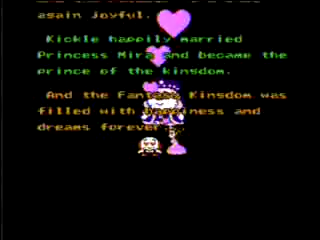 again joyful.
Kickle happily married
Princess Mira and became the
prince of the kingdom.
And the Fantasy Kingdom was
filled with happiness and
dreams forever.